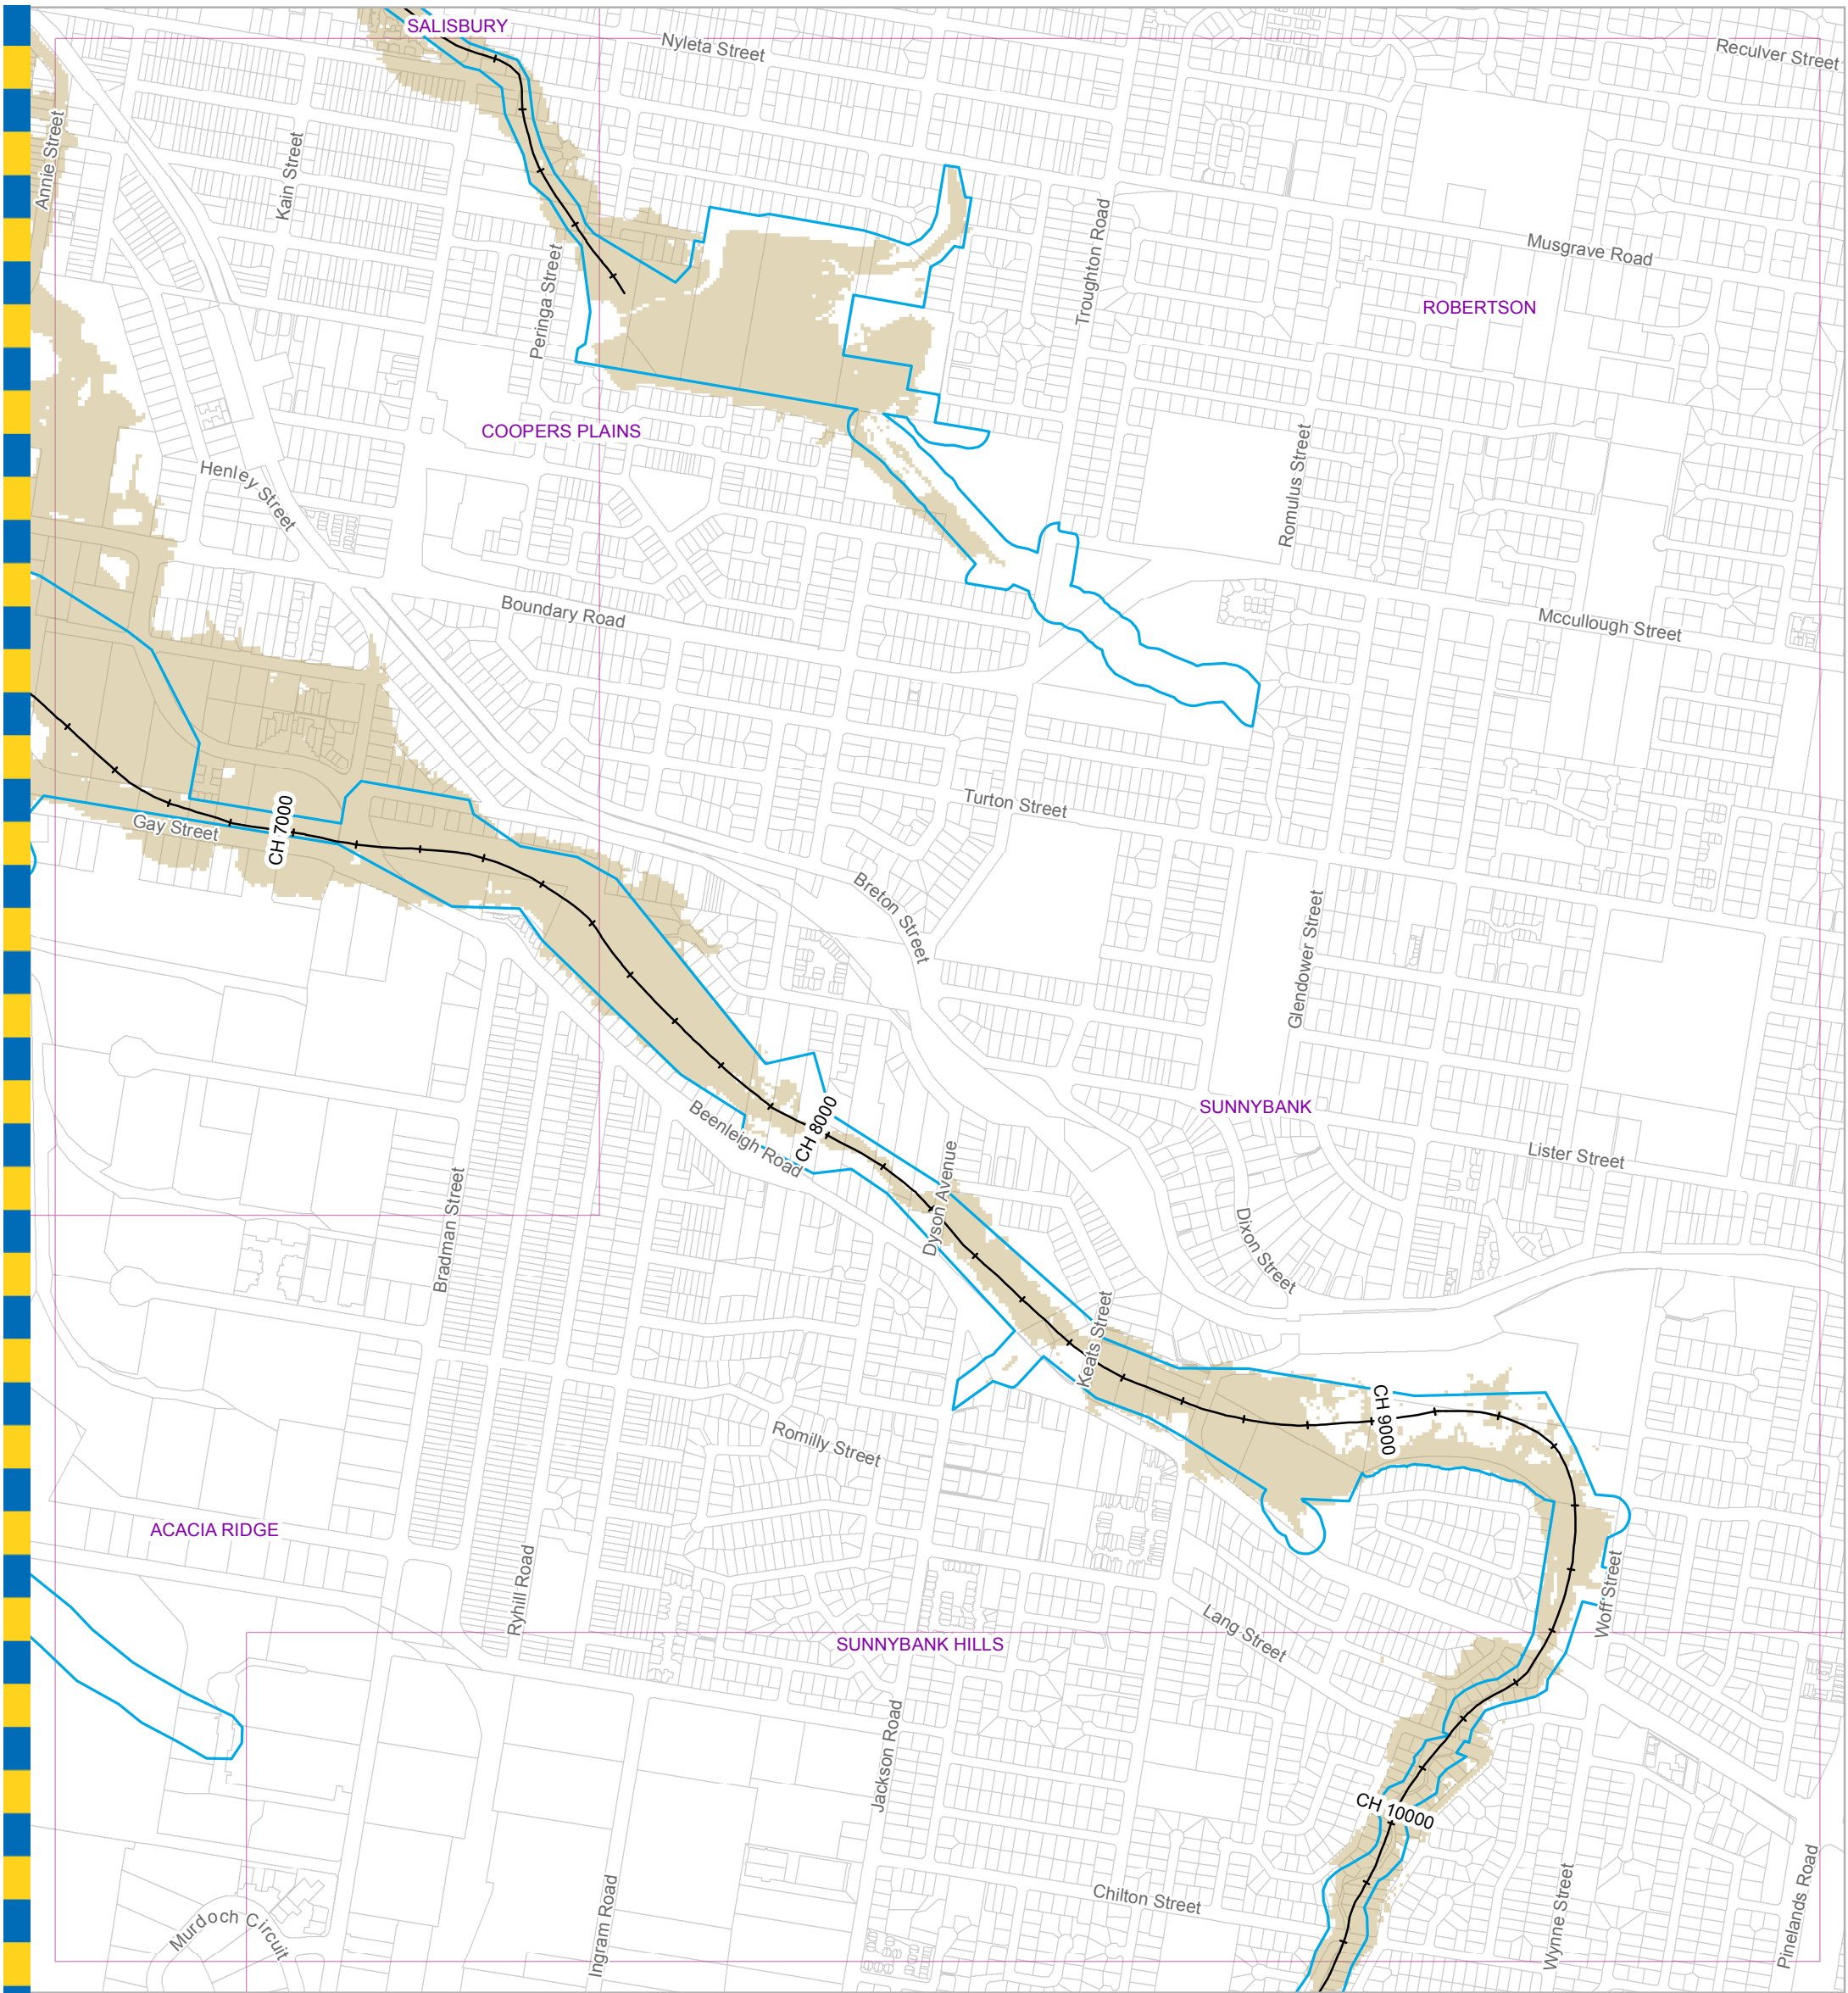 SALISBURY
Nyleta Street
Reculver Street
Annie Street
Kain Street
Peringa Street
Troughton Road
Musgrave Road
ROBERTSON
COOPERS PLAINS
Henley Street
Romulus Street
Boundary Road
Mccullough Street
Turton Street
Gay Street
CH 7000
Breton Street
Glendower Street
SUNNYBANK
CH 8000
Beenleigh Road
Lister Street
Bradman Street
Dyson Avenue
Dixon Street
Keats Street
CH 9000
Romilly Street
ACACIA RIDGE
Ryhill Road
Woff Street
Lang Street
SUNNYBANK HILLS
Jackson Road
CH 10000
Chilton Street
Murdoch Circuit
Ingram Road
Wynne Street
Pinelands Road